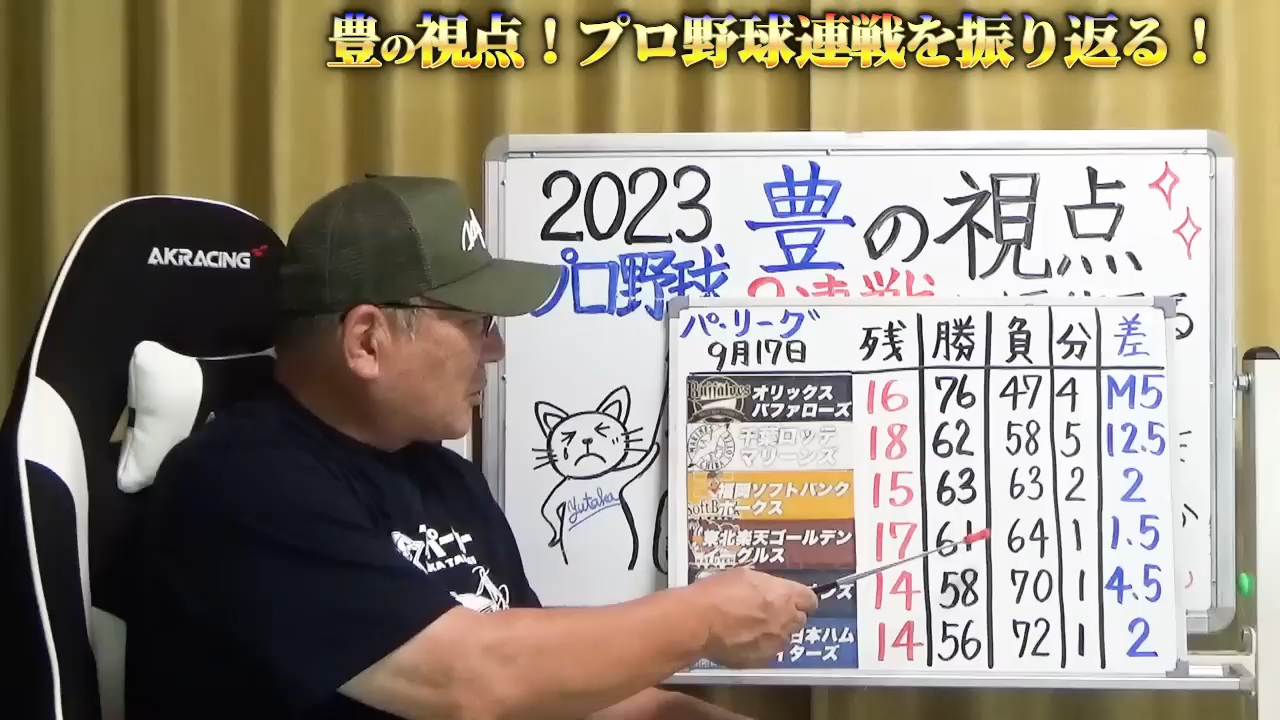 豊の視点！プロ野球連戦を振り返る！
2023 豊の視点
プロ野球
パ・リーグ
9月17日
残 勝 負 分 差
オリックス
バファローズ
16 76 47 4 M5
千葉ロッテ
マリーンズ
18 62 58 5 12.5
福岡ソフトバンク
ホークス
15 63 63 2 2
東北楽天ゴールデン
イーグルス
17 61 64 1 1.5
ンズ
14 58 70 1 4.5
日本ハム
イターズ
14 56 72 1 2
Yutaka
AKRACING